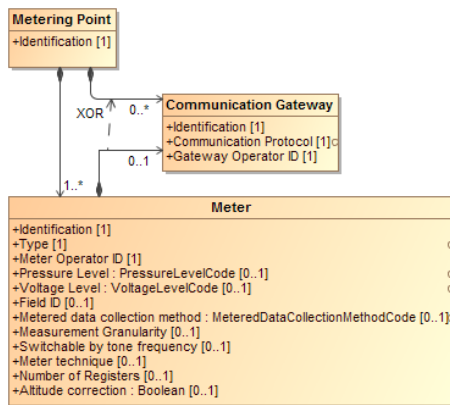 Metering Point
+Identification [1]
XOR
0..*
Communication Gateway
+Identification [1]
+Communication Protocol [1]
+Gateway Operator ID [1]
0..1
1..*
Meter
+Identification [1]
+Type [1]
+Meter Operator ID [1]
+Pressure Level : PressureLevelCode [0..1]
+Voltage Level : VoltageLevelCode [0..1]
+Field ID [0..1]
+Metered data collection method : MeteredDataCollectionMethodCode [0..1]
+Measurement Granularity [0..1]
+Switchable by tone frequency [0..1]
+Meter technique [0..1]
+Number of Registers [0..1]
+Altitude correction : Boolean [0..1]